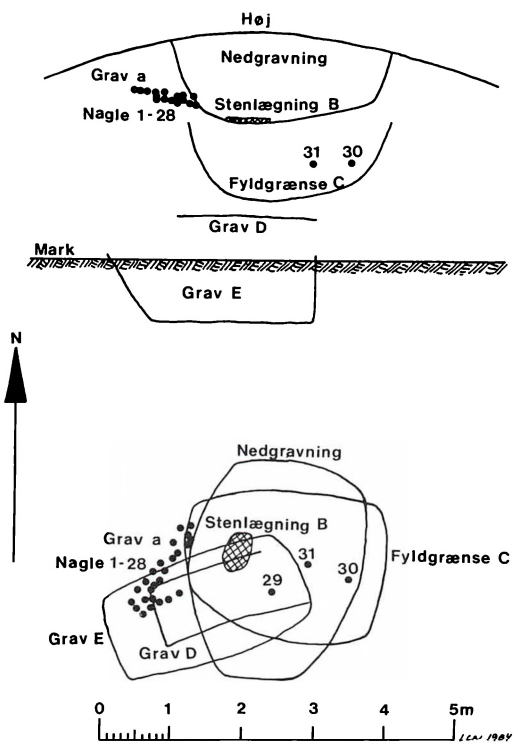 Høj
Nedgravning
Grav a
Stenlægning B
Nagle 1-28
31 30
Fyldgrænse C
Grav D
Mark
Grav E
N
Nedgravning
Grav a
Stenlægning B
Nagle 1-28
31
Fyldgrænse C
30
29
Grav E
Grav D
0 1 2 3 4 5m
LCN 1984